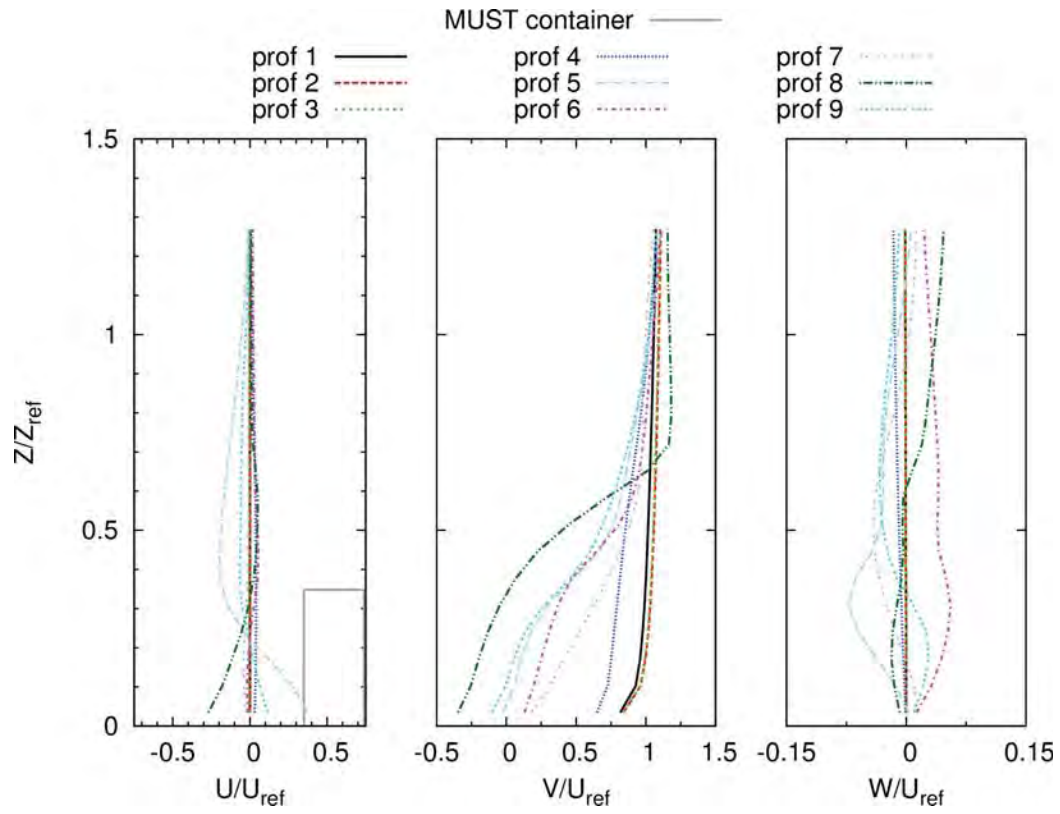 MUST container
prof 1
prof 2
prof 3
prof 4
prof 5
prof 6
prof 7
prof 8
prof 9
Z/Z_ref
1.5
1
0.5
0
-0.5 0 0.5
U/U_ref
-0.5 0 0.5 1 1.5
V/U_ref
-0.15 0 0.15
W/U_ref